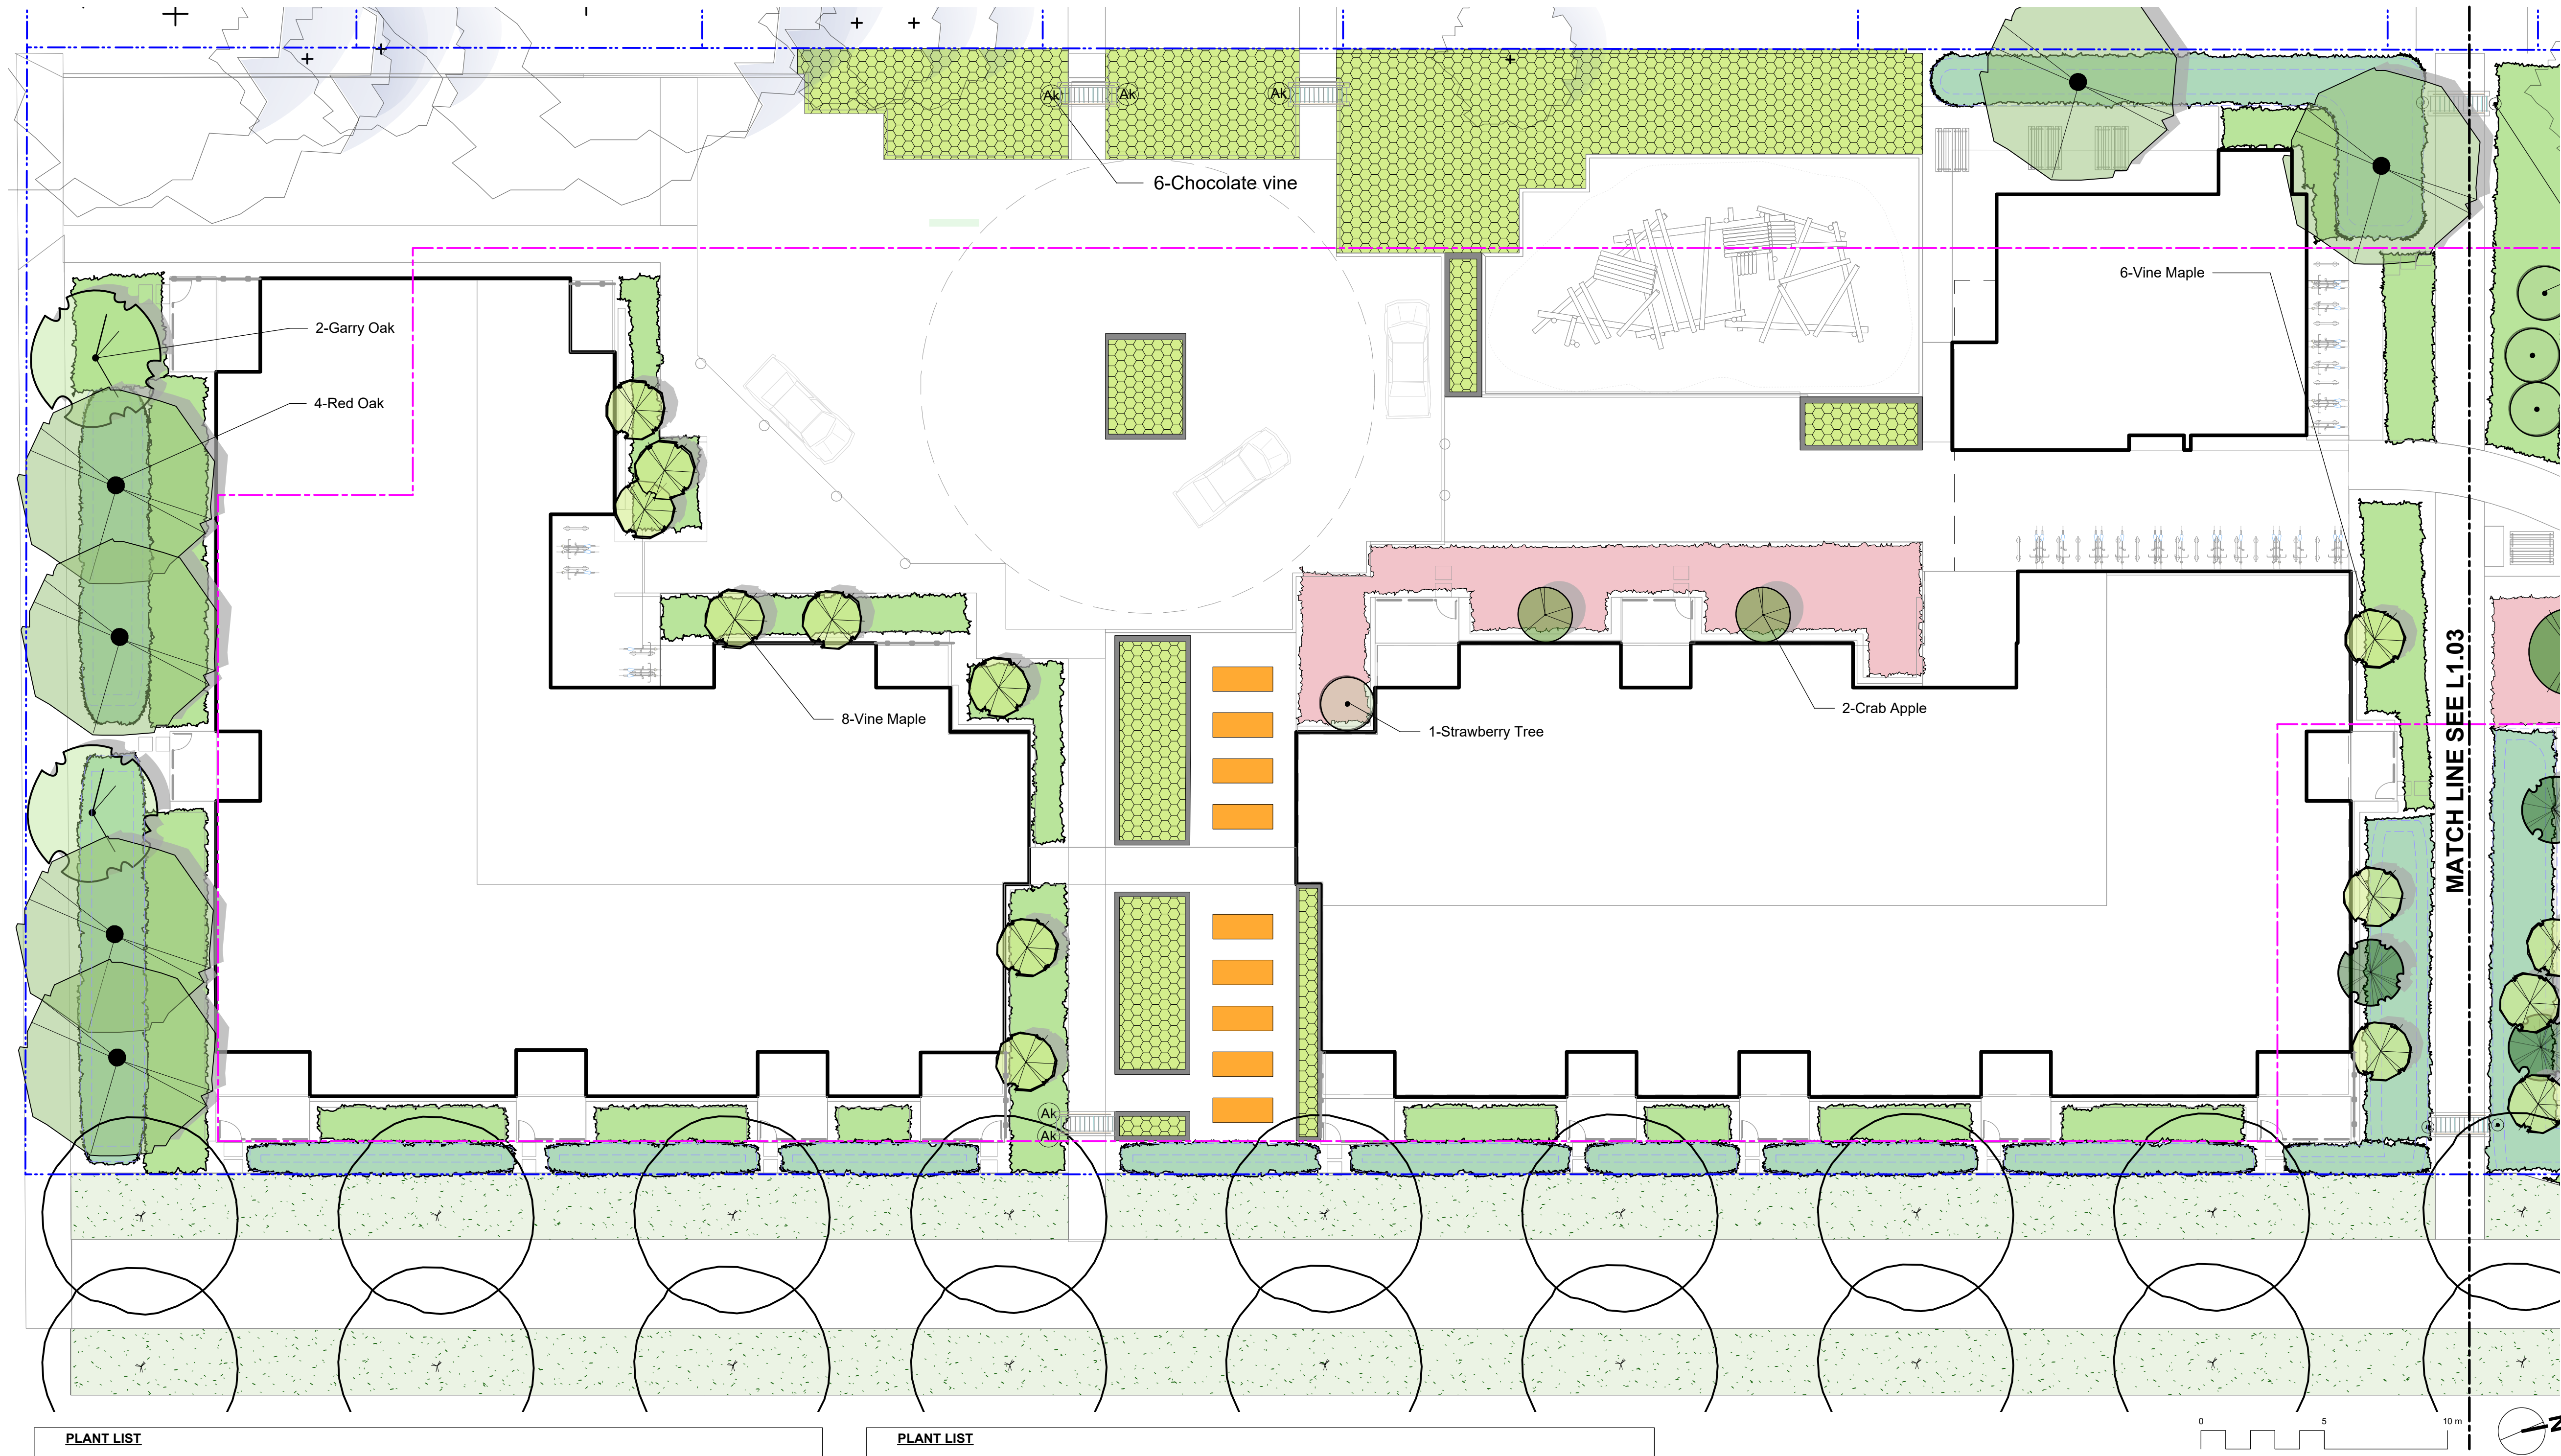 Ak
Ak
Ak
6-Chocolate vine
6-Vine Maple
2-Garry Oak
4-Red Oak
2-Crab Apple
8-Vine Maple
1-Strawberry Tree
MATCH LINE SEE L1.03
Ak
Ak
0 5 10 m
PLANT LIST
PLANT LIST
N